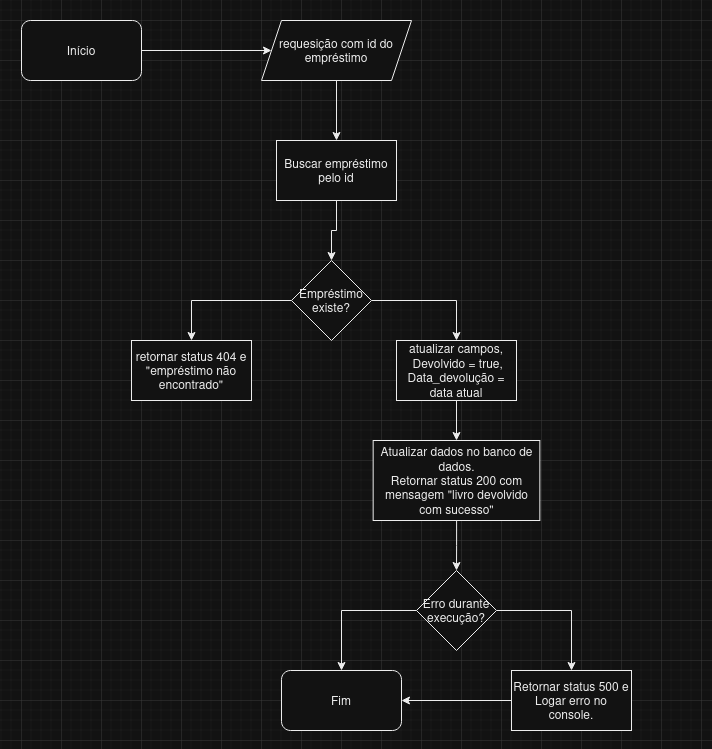 Início
requesição com id do
empréstimo
Buscar empréstimo
pelo id
Empréstimo
existe?
retornar status 404 e
"empréstimo não
encontrado"
atualizar campos,
Devolvido = true,
Data_devolução =
data atual
Atualizar dados no banco de
dados.
Retornar status 200 com
mensagem "livro devolvido
com sucesso"
Erro durante
execução?
Fim
Retornar status 500 e
Logar erro no
console.